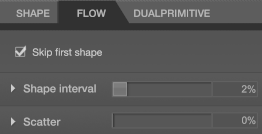 SHAPE FLOW DUALPRIMITIVE
Skip first shape
Shape interval 2%
Scatter 0%